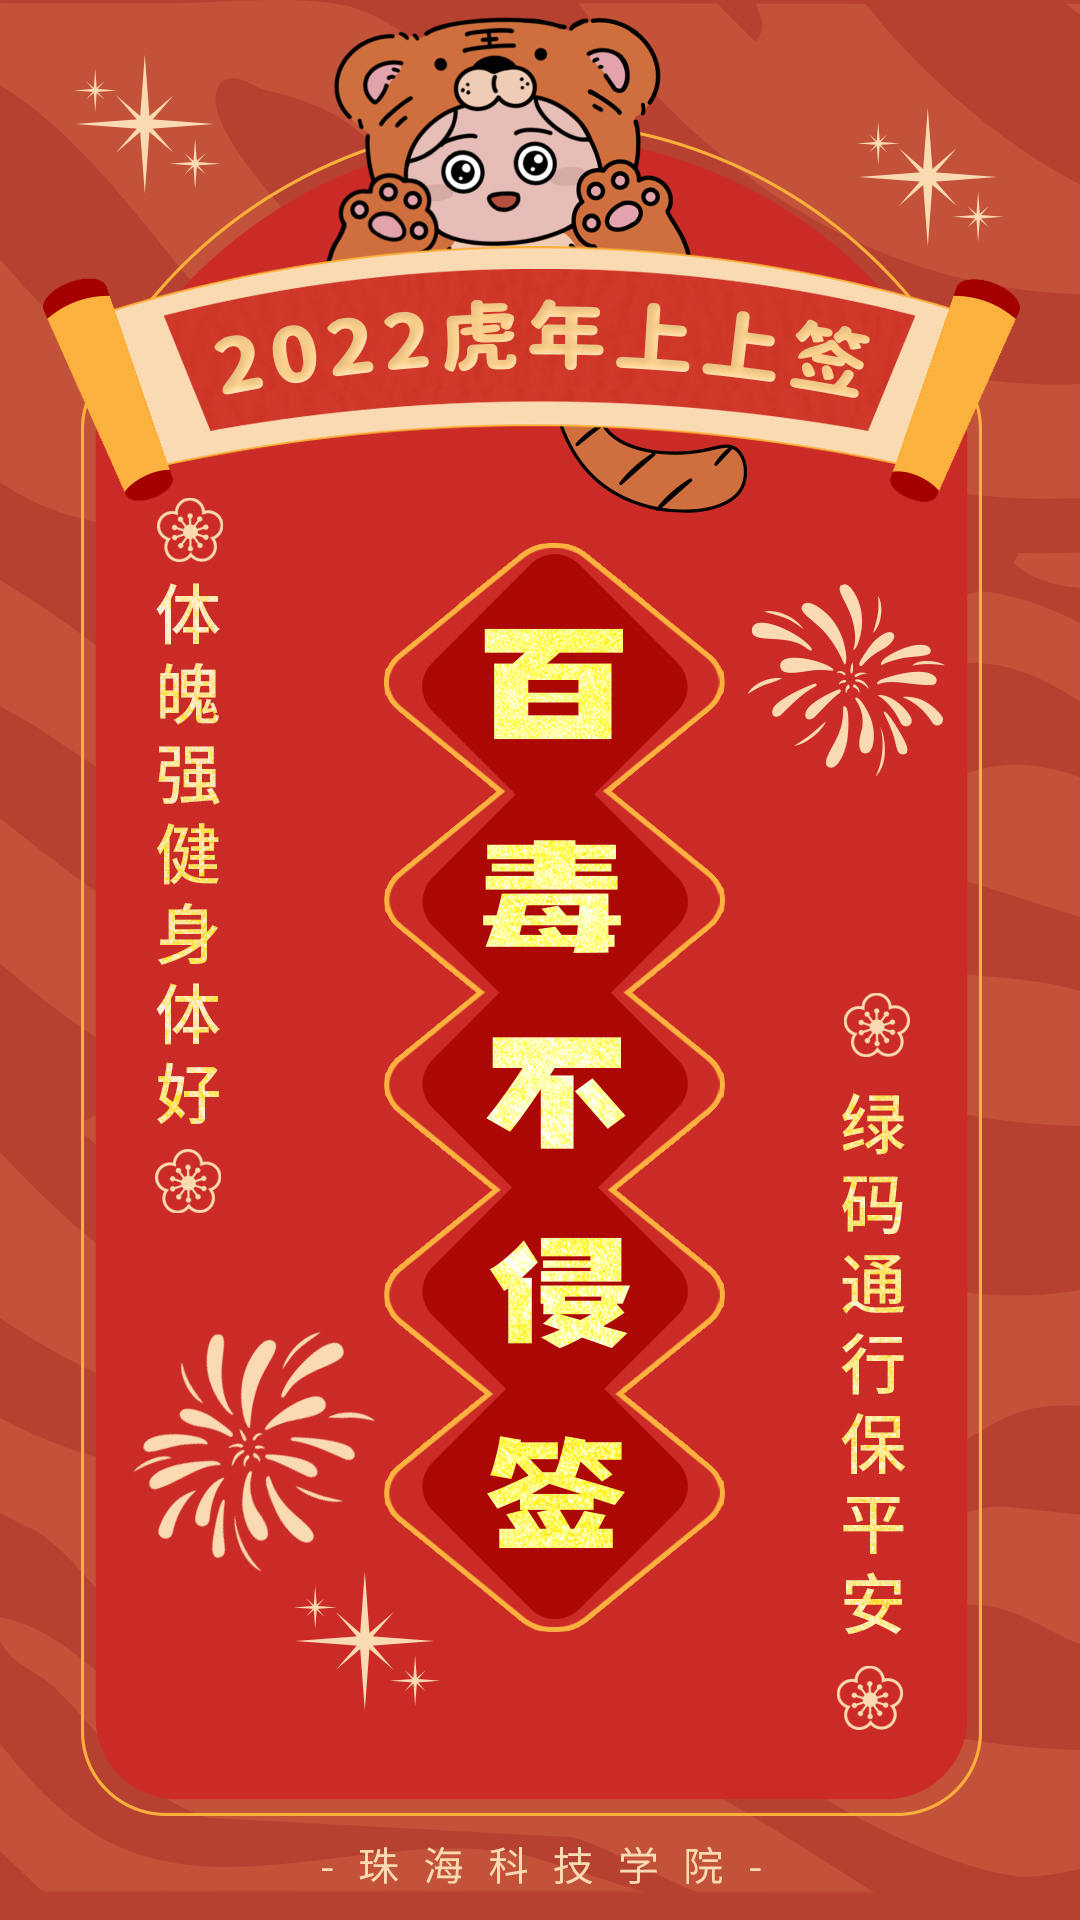 2022虎年上上签
体魄强健身体好
百毒不侵签
绿码通行保平安
- 珠海科技学院 -